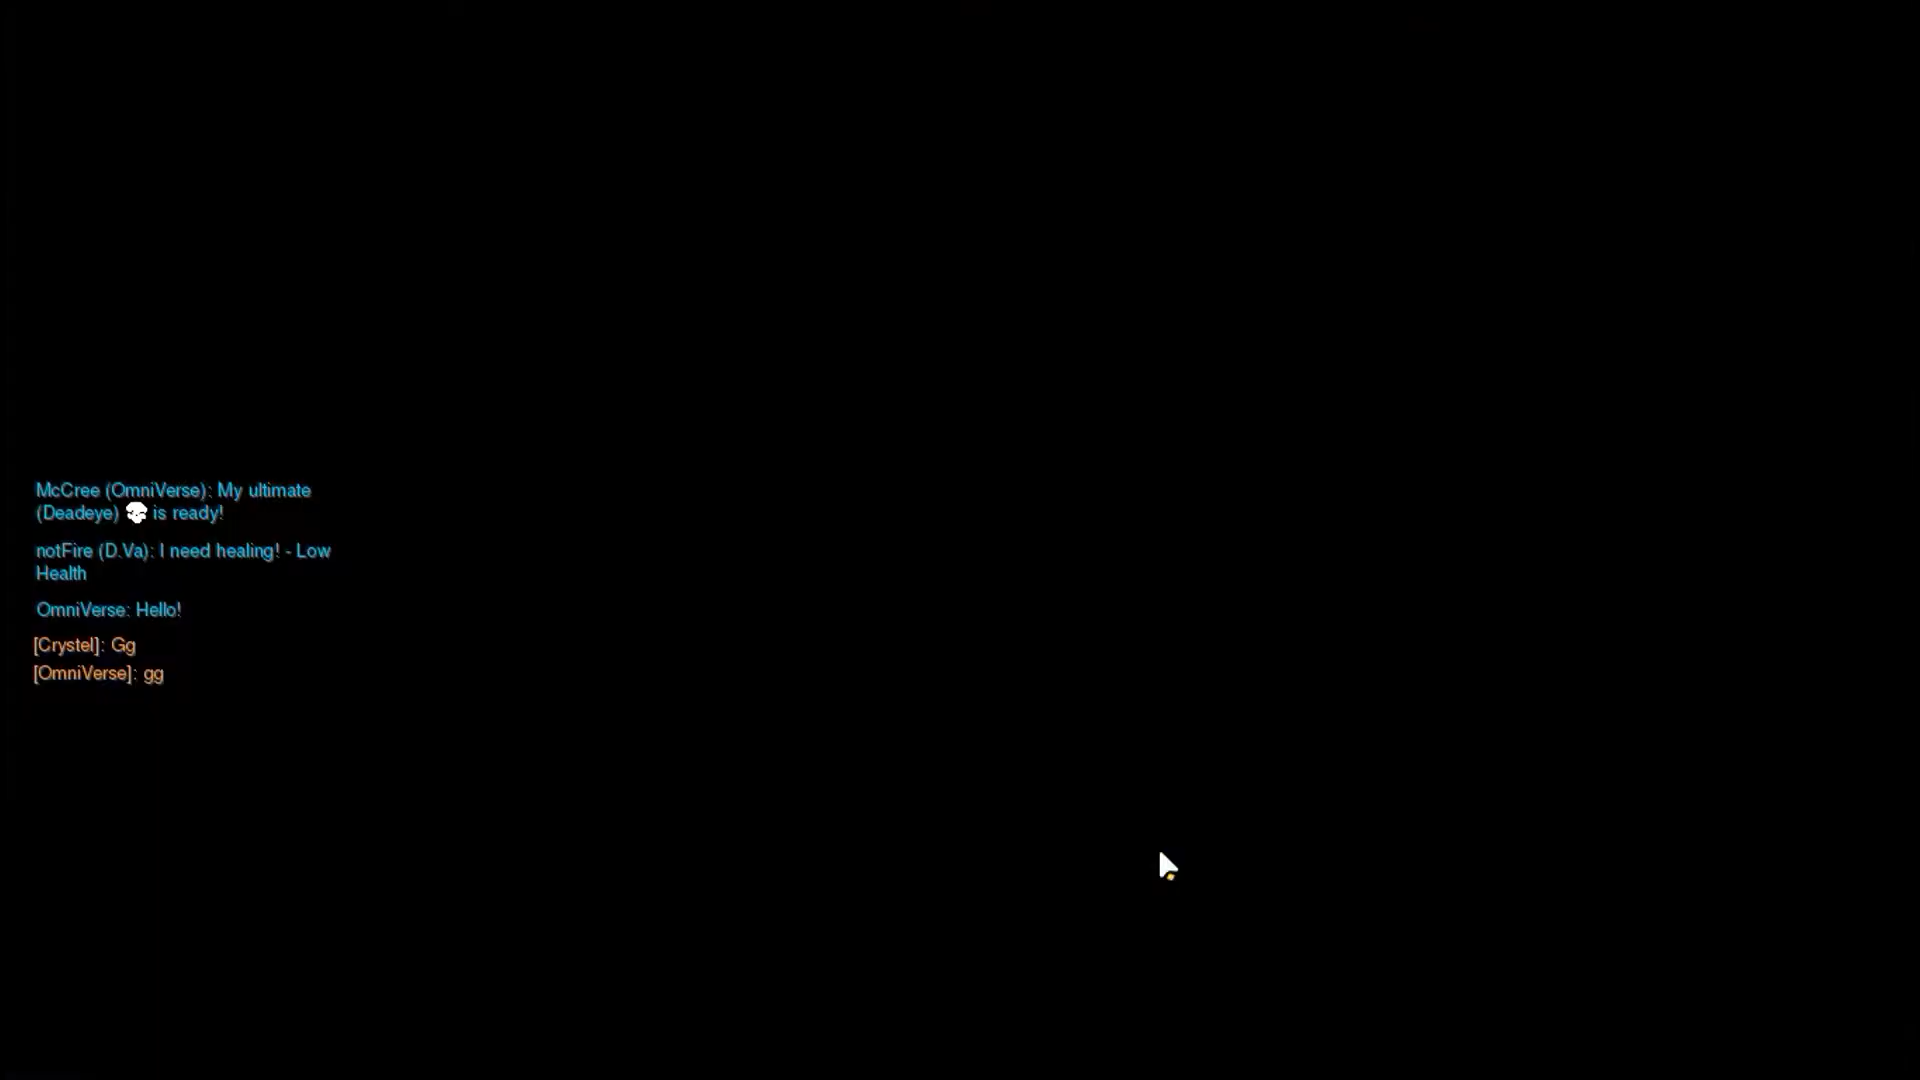 McCree (OmniVerse): My ultimate
(Deadeye) is ready!
notFire (D.Va): I need healing! - Low
Health
OmniVerse: Hello!
[Crystel]: Gg
[OmniVerse]: gg